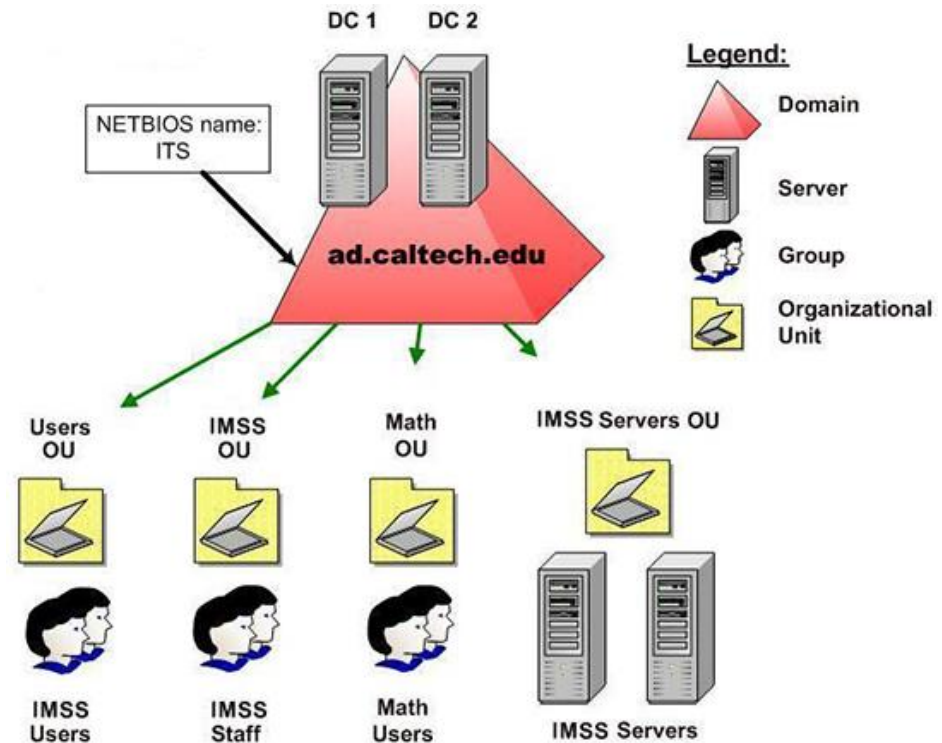 DC 1
DC 2
NETBIOS name:
ITS
ad.caltech.edu
Legend:
Domain
Server
Group
Organizational
Unit
Users
OU
IMSS
OU
Math
OU
IMSS Servers OU
IMSS
Users
IMSS
Staff
Math
Users
IMSS Servers